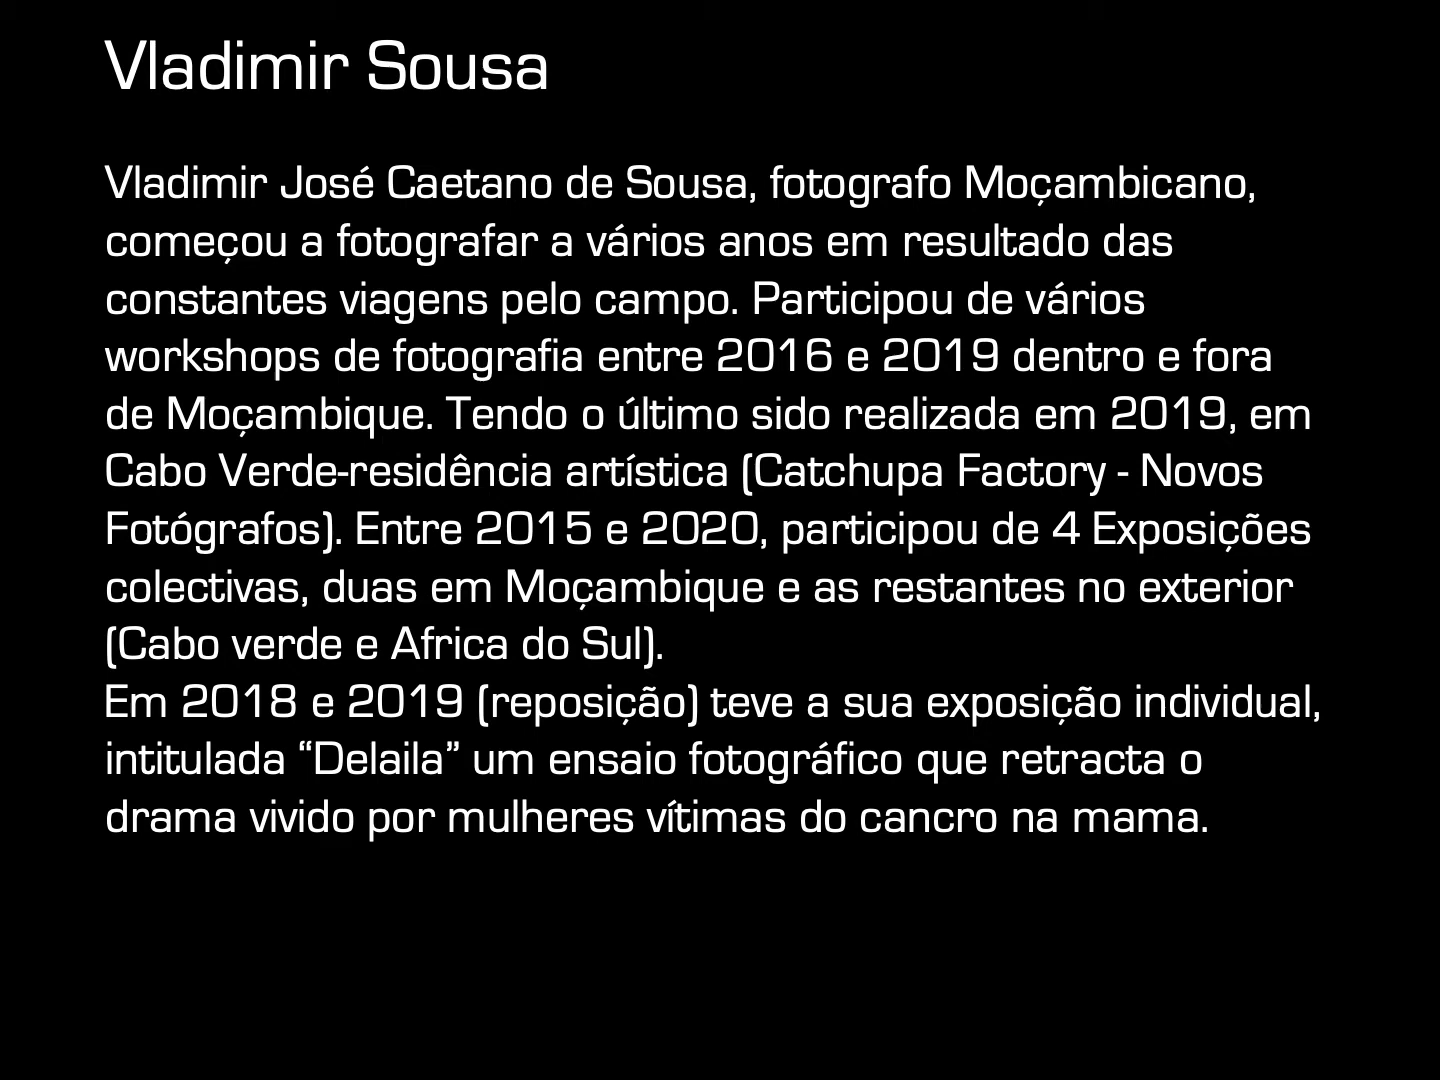 Vladimir Sousa
Vladimir José Caetano de Sousa, fotografo Moçambicano,
começou a fotografar a vários anos em resultado das
constantes viagens pelo campo. Participou de vários
workshops de fotografia entre 2016 e 2019 dentro e fora
de Moçambique. Tendo o último sido realizada em 2019, em
Cabo Verde-residência artística (Catchupa Factory - Novos
Fotógrafos). Entre 2015 e 2020, participou de 4 Exposições
colectivas, duas em Moçambique e as restantes no exterior
(Cabo verde e Africa do Sul).
Em 2018 e 2019 (reposição) teve a sua exposição individual,
intitulada “Delaila” um ensaio fotográfico que retracta o
drama vivido por mulheres vítimas do cancro na mama.